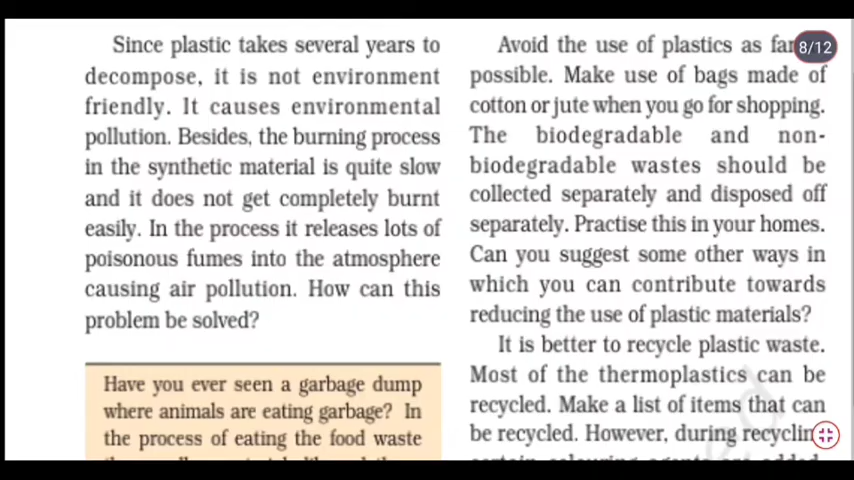 Since plastic takes several years to
decompose, it is not environment
friendly. It causes environmental
pollution. Besides, the burning process
in the synthetic material is quite slow
and it does not get completely burnt
easily. In the process it releases lots of
poisonous fumes into the atmosphere
causing air pollution. How can this
problem be solved?
Have you ever seen a garbage dump
where animals are eating garbage? In
the process of eating the food waste
Avoid the use of plastics as far
possible. Make use of bags made of
cotton or jute when you go for shopping.
The biodegradable and non-
biodegradable wastes should be
collected separately and disposed off
separately. Practise this in your homes.
Can you suggest some other ways in
which you can contribute towards
reducing the use of plastic materials?
It is better to recycle plastic waste.
Most of the thermoplastics can be
recycled. Make a list of items that can
be recycled. However, during
8/12